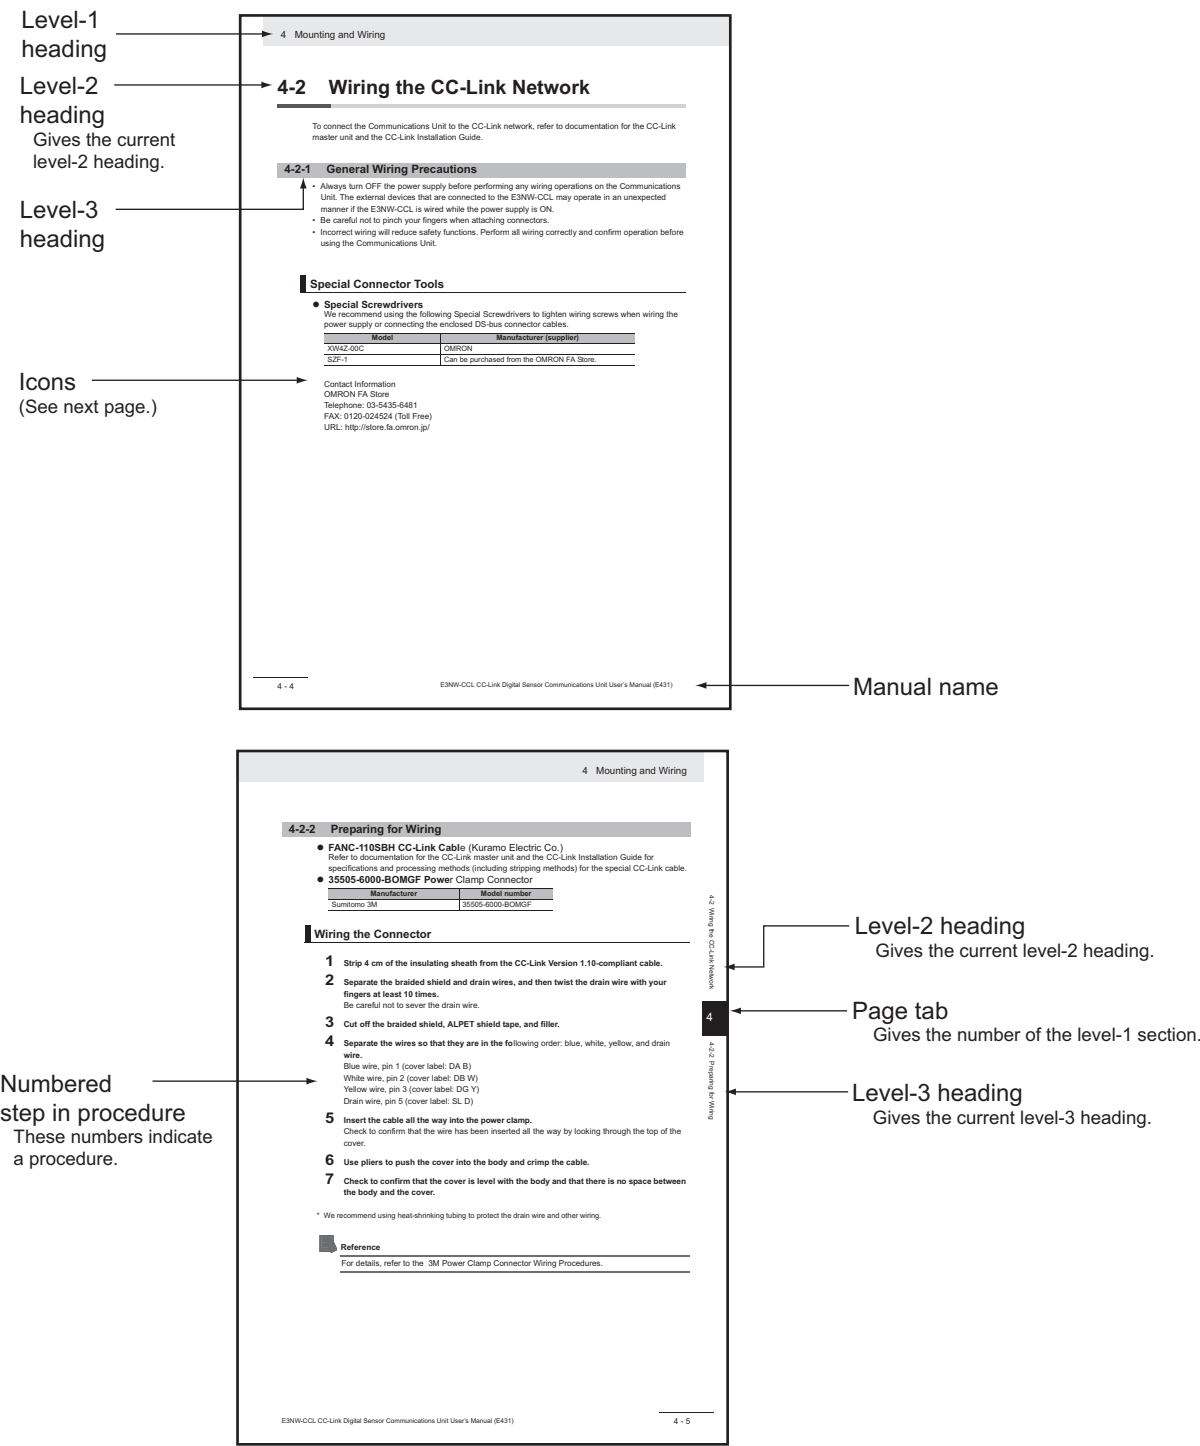 Level-1
heading
4 Mounting and Wiring
Level-2
heading
Gives the current
level-2 heading.
4-2 Wiring the CC-Link Network
To connect the Communications Unit to the CC-Link network, refer to documentation for the CC-Link
master unit and the CC-Link Installation Guide.
4-2-1 General Wiring Precautions
• Always turn OFF the power supply before performing any wiring operations on the Communications
Unit. The external devices that are connected to the E3NW-CCL may operate in an unexpected
manner if the E3NW-CCL is wired while the power supply is ON.
• Be careful not to pinch your fingers when attaching connectors.
• Incorrect wiring will reduce safety functions. Perform all wiring correctly and confirm operation before
using the Communications Unit.
Level-3
heading
Special Connector Tools
● Special Screwdrivers
We recommend using the following Special Screwdrivers to tighten wiring screws when wiring the
power supply or connecting the enclosed DS-bus connector cables.
Model Manufacturer (supplier)
XW4Z-00C OMRON
SZF-1 Can be purchased from the OMRON FA Store.
Icons
(See next page.)
Contact Information
OMRON FA Store
Telephone: 03-5435-6481
FAX: 0120-024524 (Toll Free)
URL: http://store.fa.omron.jp/
4 - 4
E3NW-CCL CC-Link Digital Sensor Communications Unit User's Manual (E431)
Manual name
4 Mounting and Wiring
4-2-2 Preparing for Wiring
● FANC-110SBH CC-Link Cable (Kuramo Electric Co.)
Refer to documentation for the CC-Link master unit and the CC-Link Installation Guide for
specifications and processing methods (including stripping methods) for the special CC-Link cable.
● 35505-6000-BOMGF Power Clamp Connector
Manufacturer Model number
Sumitomo 3M 35505-6000-BOMGF
Wiring the Connector
1 Strip 4 cm of the insulating sheath from the CC-Link Version 1.10-compliant cable.
2 Separate the braided shield and drain wires, and then twist the drain wire with your
fingers at least 10 times.
Be careful not to sever the drain wire.
3 Cut off the braided shield, ALPET shield tape, and filler.
4 Separate the wires so that they are in the following order: blue, white, yellow, and drain
wire.
Blue wire, pin 1 (cover label: DA B)
White wire, pin 2 (cover label: DB W)
Yellow wire, pin 3 (cover label: DG Y)
Drain wire, pin 5 (cover label: SL D)
5 Insert the cable all the way into the power clamp.
Check to confirm that the wire has been inserted all the way by looking through the top of the
cover.
6 Use pliers to push the cover into the body and crimp the cable.
7 Check to confirm that the cover is level with the body and that there is no space between
the body and the cover.
* We recommend using heat-shrinking tubing to protect the drain wire and other wiring.
Reference
For details, refer to the 3M Power Clamp Connector Wiring Procedures.
Numbered
step in procedure
These numbers indicate
a procedure.
4-2 Wiring the CC-Link Network
4
4-2-2 Preparing for Wiring
Level-2 heading
Gives the current level-2 heading.
Page tab
Gives the number of the level-1 section.
Level-3 heading
Gives the current level-3 heading.
E3NW-CCL CC-Link Digital Sensor Communications Unit User's Manual (E431)
4 - 5